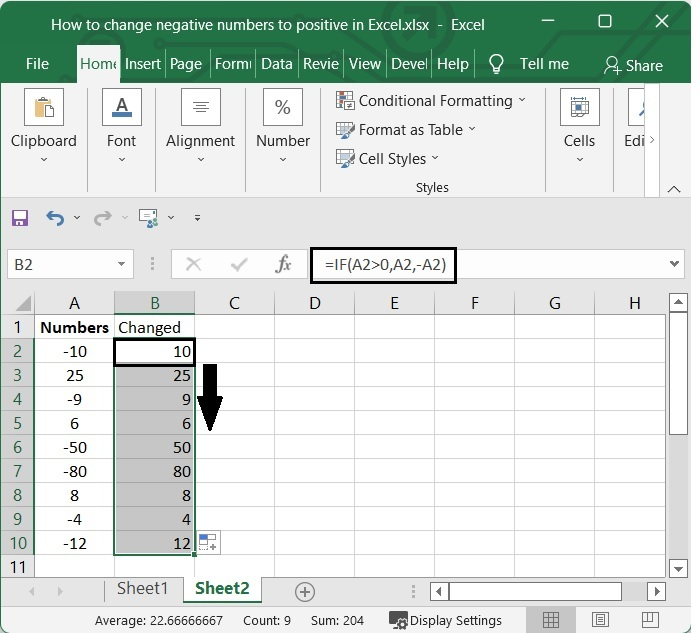 How to change negative numbers to positive in Excel.xlsx - Excel
File Home Insert Page Formu Data Revie View Devel Help Tell me Share
Clipboard Font Alignment % Number Conditional Formatting Cells Edi
Format as Table
Cell Styles
Styles
B2 fx =IF(A2>0,A2,-A2)
A B C D E F G H
1 Numbers Changed
2 -10 10
3 25 25
4 -9 9
5 6 6
6 -50 50
7 -80 80
8 8 8
9 -4 4
10 -12 12
11
Sheet1 Sheet2
Average: 22.66666667 Count: 9 Sum: 204 Display Settings